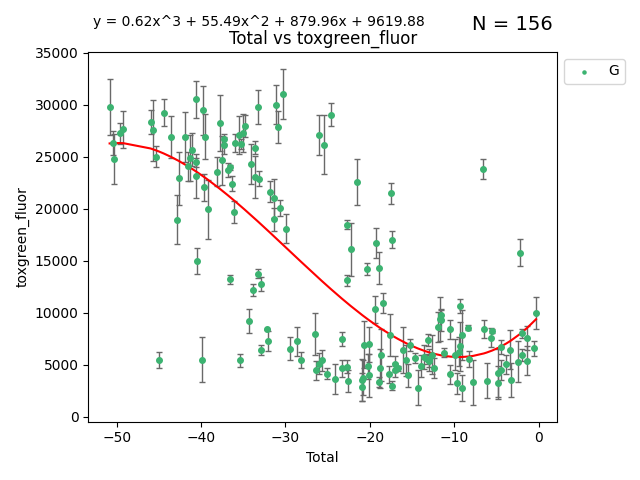 y = 0.62x^3 + 55.49x^2 + 879.96x + 9619.88
N = 156
Total vs toxgreen_fluor
G
toxgreen_fluor
35000
30000
25000
20000
15000
10000
5000
0
−50
−40
−30
−20
−10
0
Total